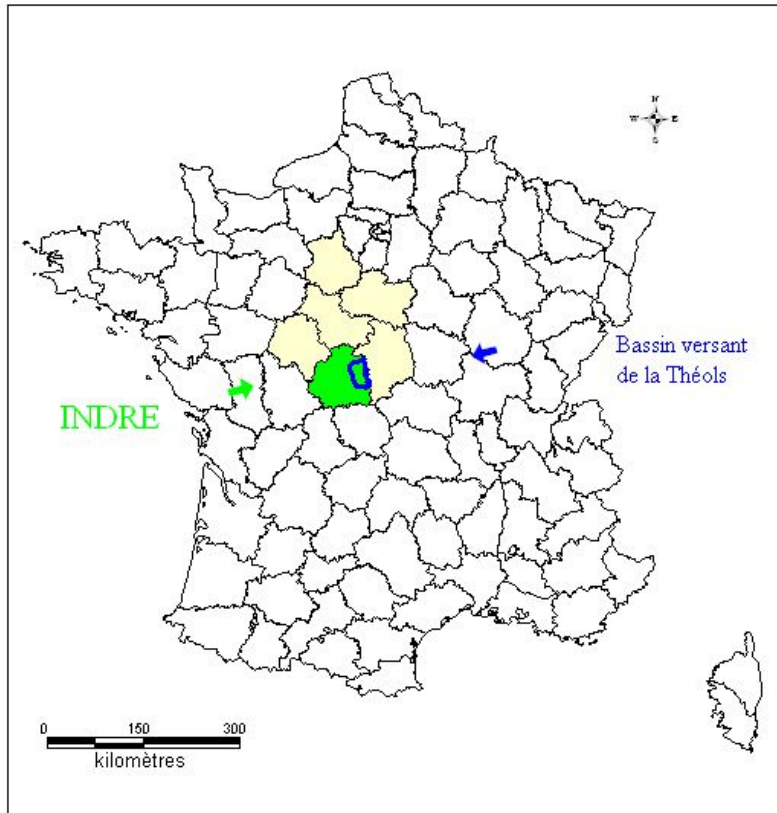 N
W E
S
Bassin versant
de la Théols
INDRE
0 150 300
kilomètres